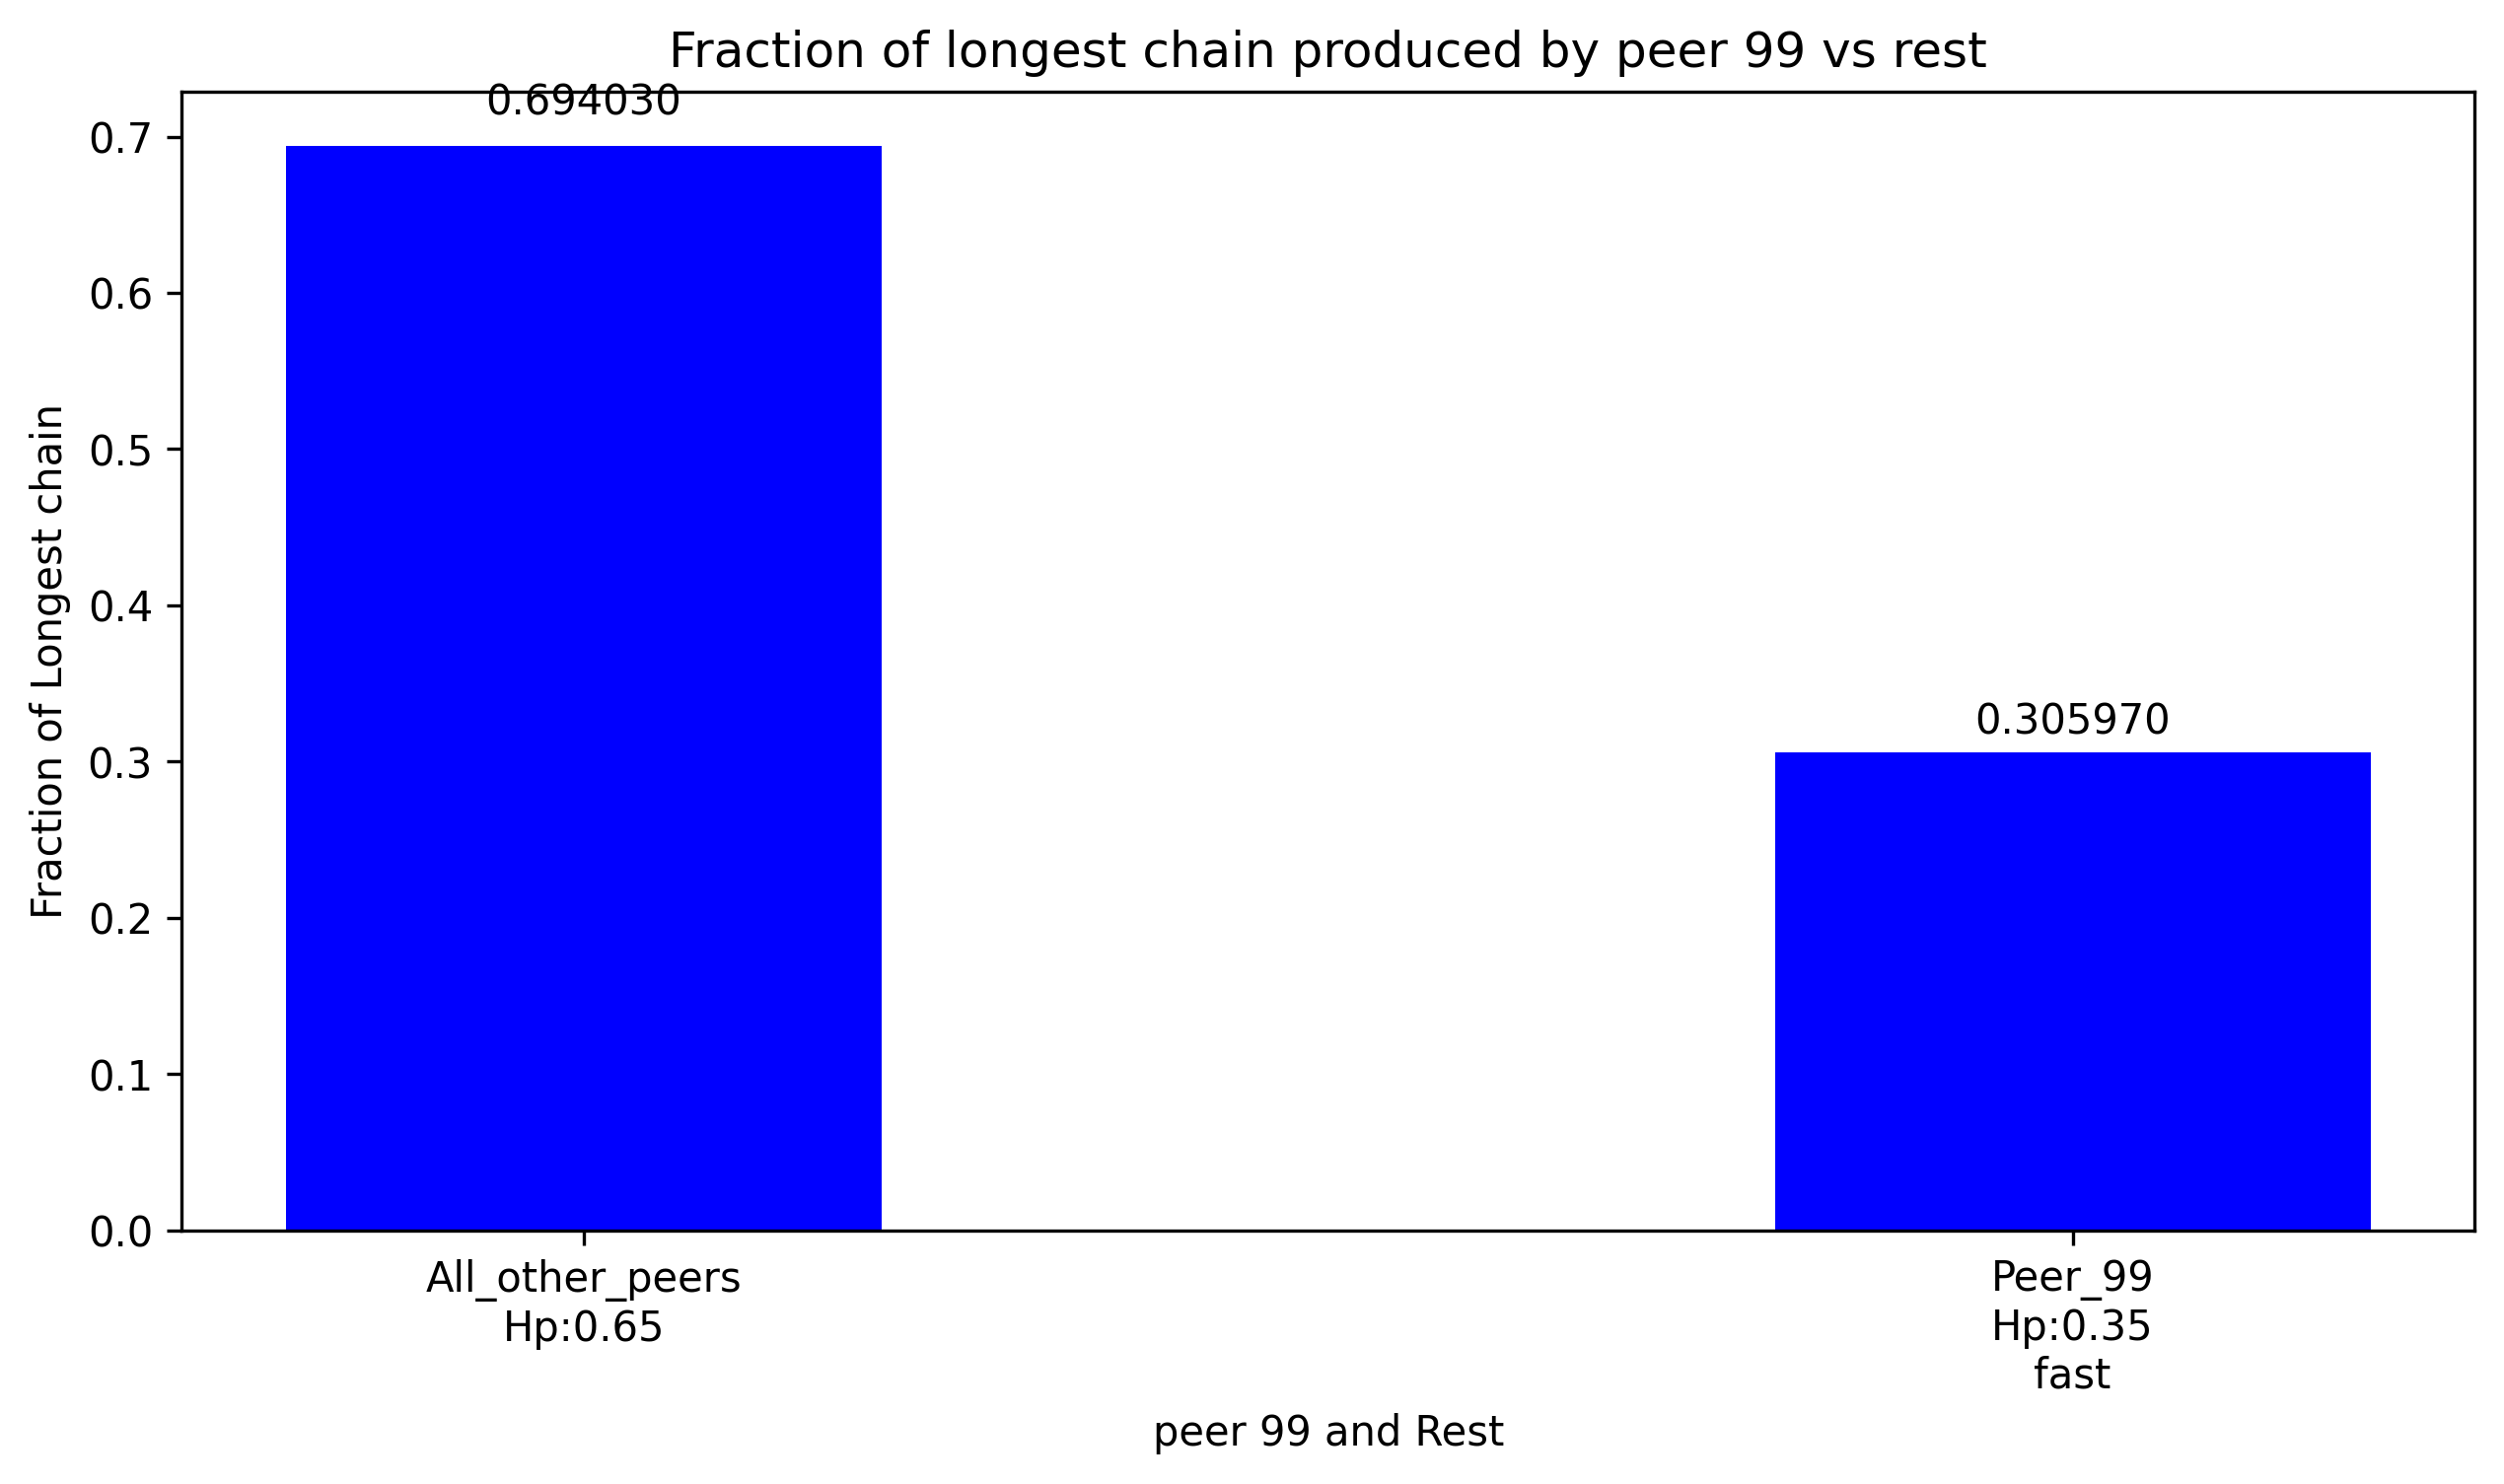 Fraction of longest chain produced by peer 99 vs rest
0.694030
0.7
0.6
0.5
0.4
0.3
0.2
0.1
0.0
Fraction of Longest chain
0.305970
All_other_peers
Hp:0.65
Peer_99
Hp:0.35
fast
peer 99 and Rest